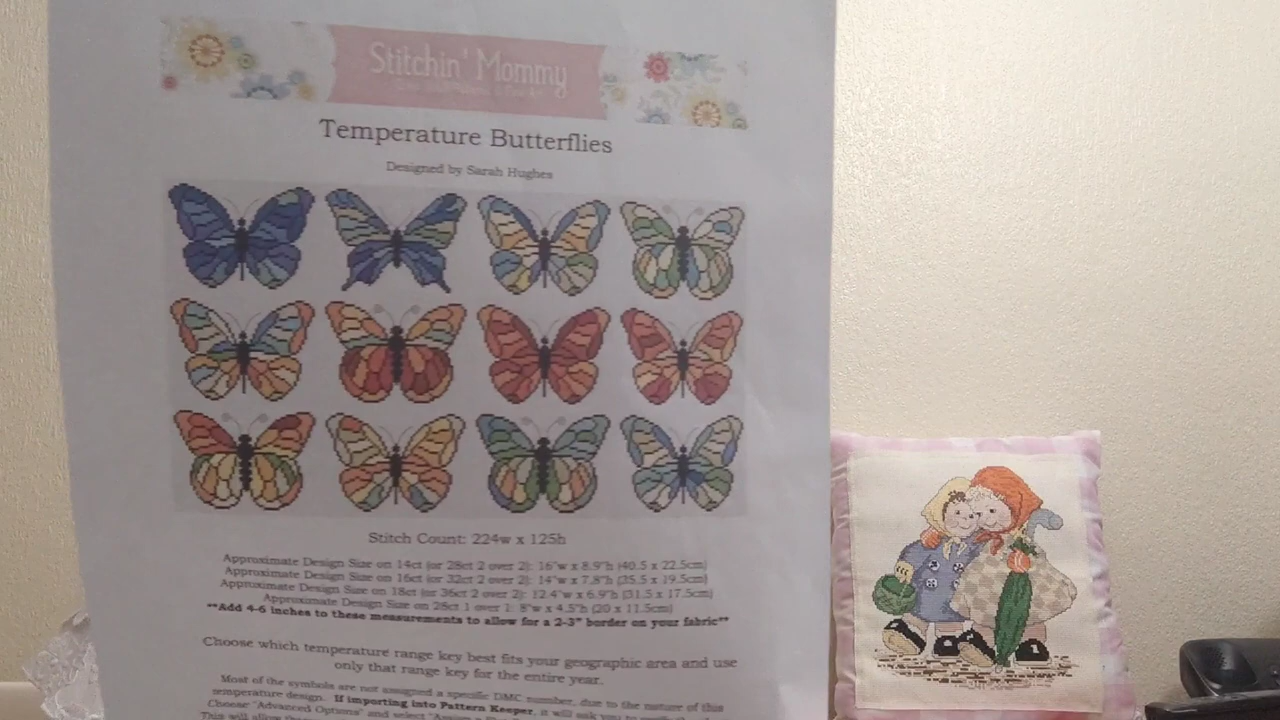 Stitchin' Mommy
Temperature Butterflies
Designed by Sarah Hughes
Stitch Count: 224w x 125h
Approximate Design Size on 14ct (or 28ct 2 over 2): 16"w x 8.9"h (40.5 x 22.5cm)
Approximate Design Size on 16ct (or 32ct 2 over 2): 14"w x 7.8"h (35.5 x 19.5cm)
Approximate Design Size on 18ct (or 36ct 2 over 2): 12.4"w x 6.9"h (31.5 x 17.5cm)
Approximate Design Size on 28ct 1 over 1: 8"w x 4.5"h (20 x 11.5cm)
**Add 4-6 inches to these measurements to allow for a 2-3" border on your fabric**
Choose which temperature range key best fits your geographic area and use
only that range key for the entire year.
Most of the symbols are not assigned a specific DMC number, due to the nature of this
temperature design. If importing into Pattern Keeper, it will ask you to
Choose "Advanced Options" and select "Assign a
This will allow